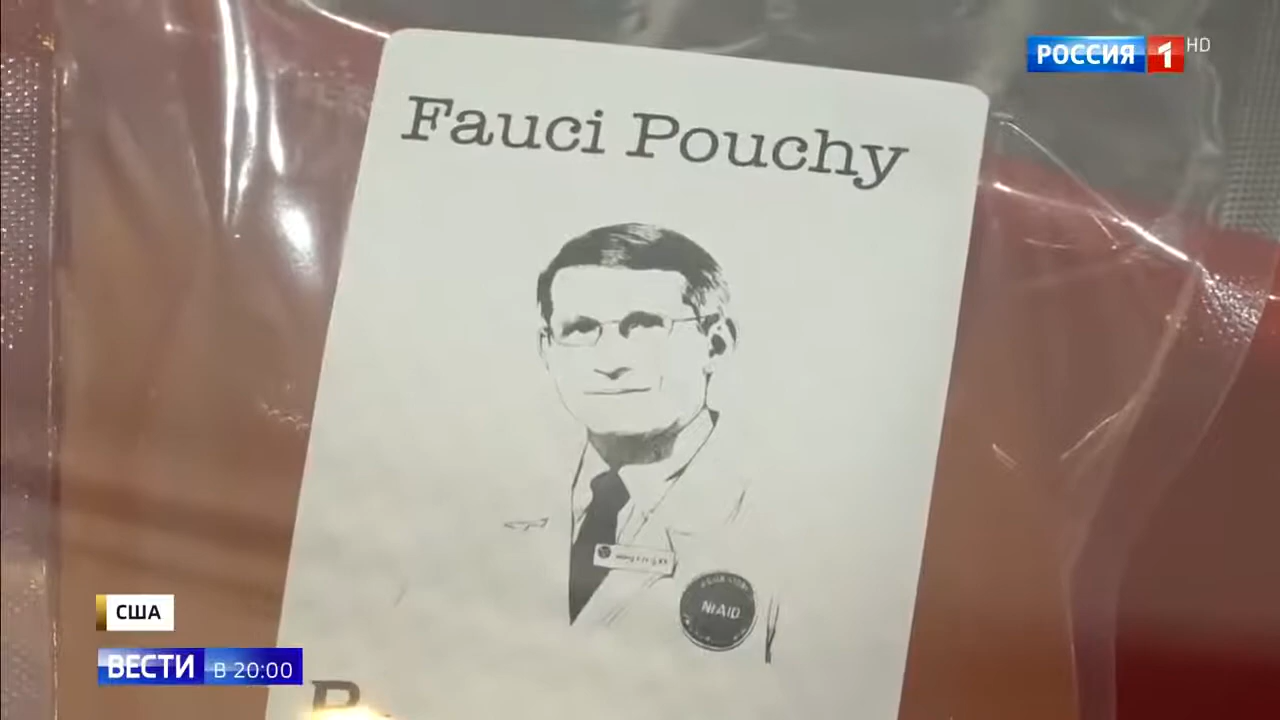 РОССИЯ 1 HD
Fauci Pouchy
NIAID
США
ВЕСТИ В 20:00